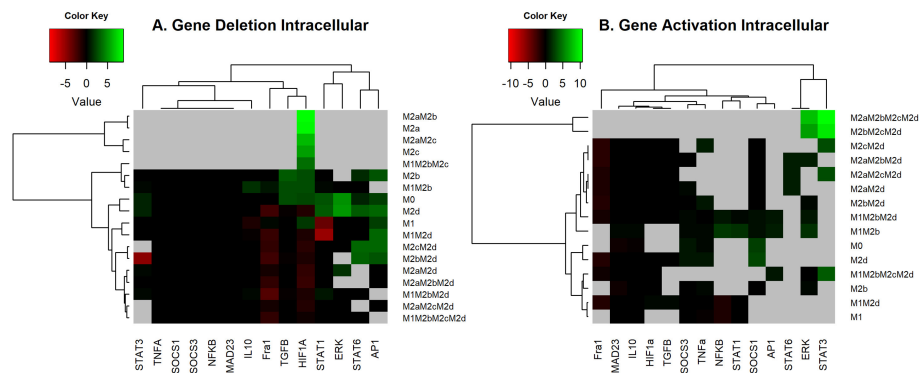 Color Key
-5 0 5
Value
A. Gene Deletion Intracellular
M2aM2b
M2a
M2aM2c
M2c
M1M2bM2c
M2b
M1M2b
M0
M2d
M1
M1M2d
M2cM2d
M2bM2d
M2aM2d
M2aM2bM2d
M1M2bM2d
M2aM2cM2d
M1M2bM2cM2d
STAT3
TNFA
SOCS1
SOCS3
NFKB
MAD23
IL10
Fra1
TGFB
HIF1A
STAT1
ERK
STAT6
AP1
Color Key
-10 0 5 10
Value
B. Gene Activation Intracellular
M2aM2bM2cM2d
M2bM2cM2d
M2cM2d
M2aM2bM2d
M2aM2cM2d
M2aM2d
M2bM2d
M1M2bM2d
M1M2b
M0
M2d
M1M2bM2cM2d
M2b
M1M2d
M1
Fra1
MAD23
IL10
HIF1a
TGFB
SOCS3
TNFa
NFKB
STAT1
SOCS1
AP1
STAT6
ERK
STAT3